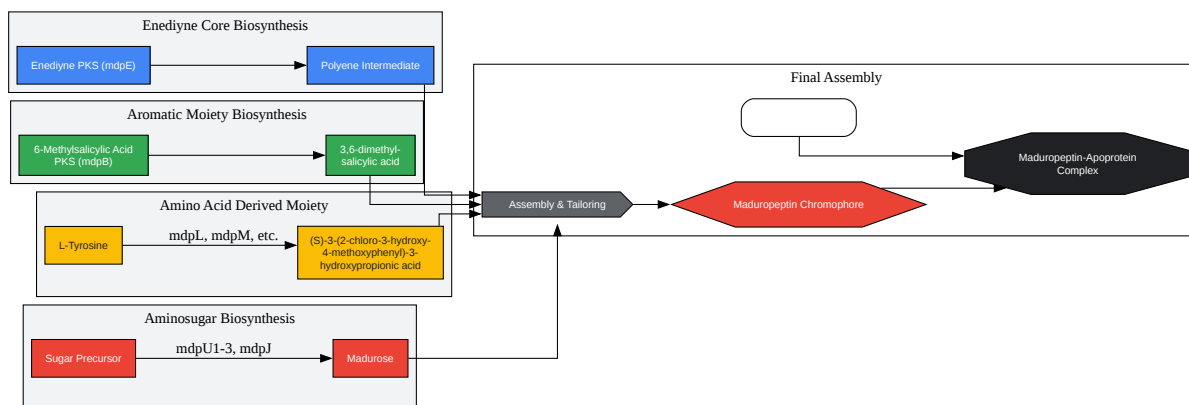 Enediyne Core Biosynthesis
Enediyne PKS (mdpE)
Polyene Intermediate
Aromatic Moiety Biosynthesis
6-Methylsalicylic Acid
PKS (mdpB)
3,6-dimethyl-
salicylic acid
Amino Acid Derived Moiety
L-Tyrosine
mdpL, mdpM, etc.
(S)-3-(2-chloro-3-hydroxy-
4-methoxyphenyl)-3-
hydroxypropionic acid
Aminosugar Biosynthesis
Sugar Precursor
mdpU1-3, mdpJ
Madurose
Final Assembly
Assembly & Tailoring
Maduropeptin Chromophore
Maduropeptin-Apoprotein
Complex